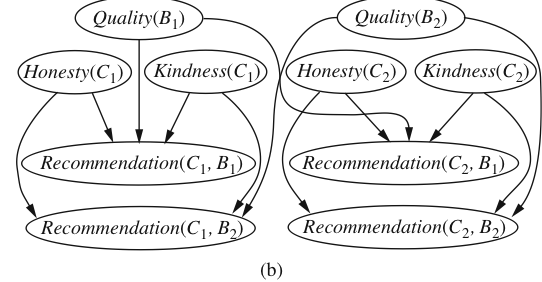 Quality(B₁) Quality(B₂)
Honesty(C₁) Kindness(C₁) Honesty(C₂) Kindness(C₂)
Recommendation(C₁, B₁) Recommendation(C₂, B₁)
Recommendation(C₁, B₂) Recommendation(C₂, B₂)
(b)